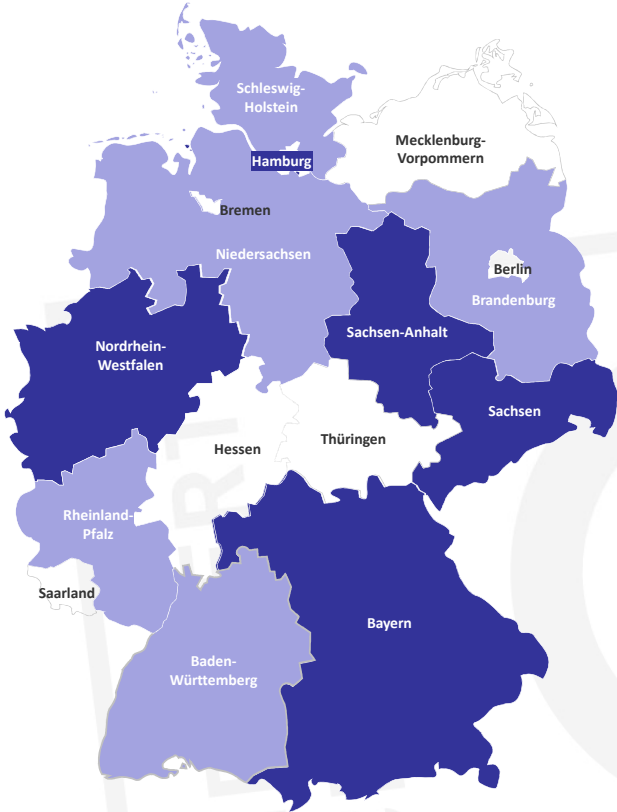 Schleswig-
Holstein
Mecklenburg-
Vorpommern
Hamburg
Bremen
Niedersachsen
Berlin
Brandenburg
Sachsen-Anhalt
Nordrhein-
Westfalen
Sachsen
Thüringen
Hessen
Rheinland-
Pfalz
Saarland
Bayern
Baden-
Württemberg